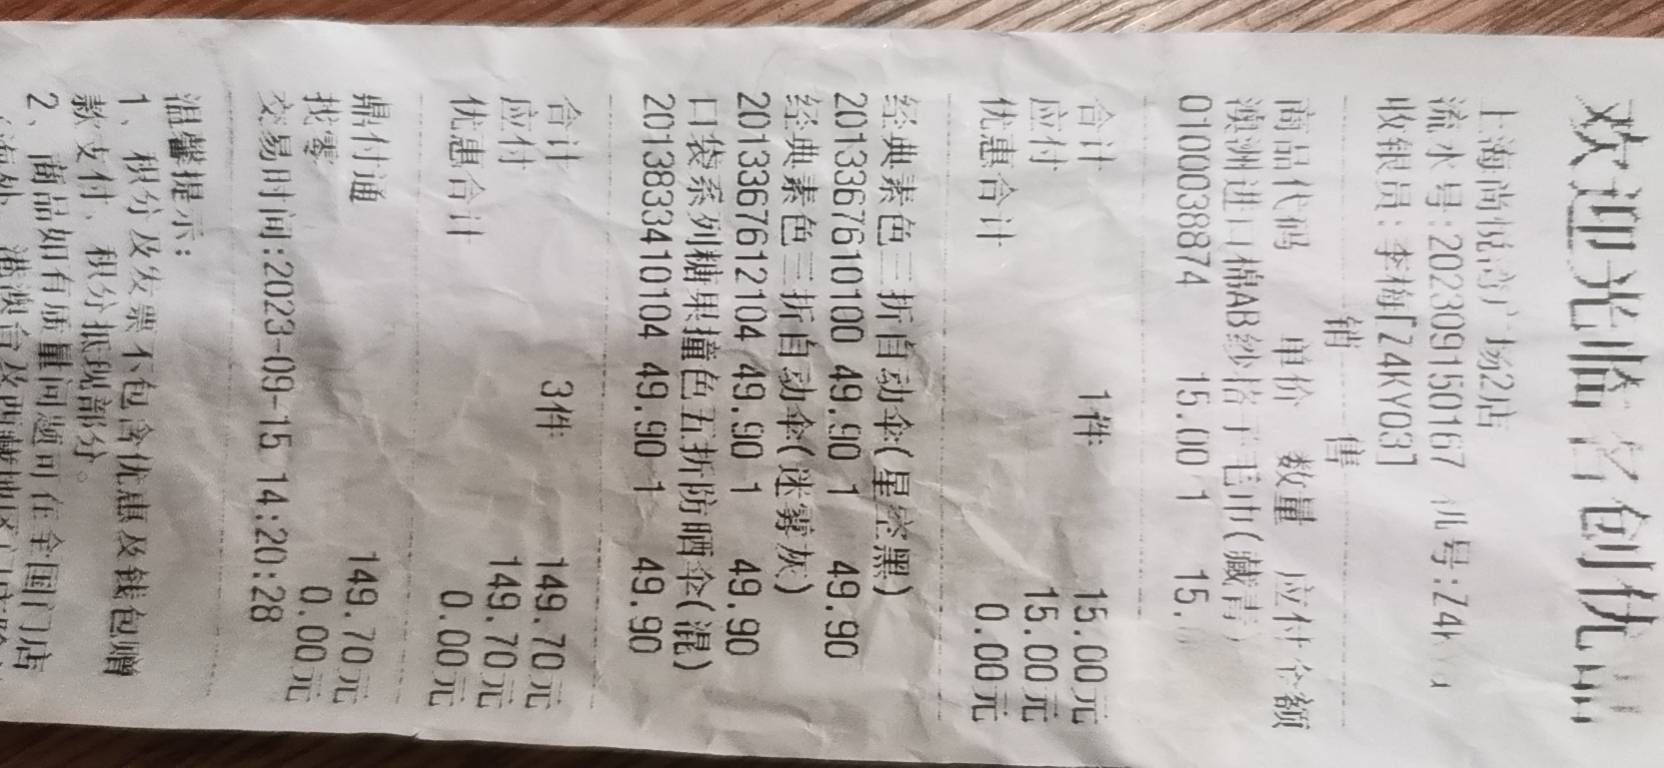 欢迎光临名创优品
上海尚悦湾广场2店
流水号:202309150167 机号:Z4
收银员:李梅[Z4KY03]
销 售
商品代码 单价 数量 应付金额
澳洲进口棉AB纱格子毛巾(藏青)
0100038874 15.00 1 15.
合计 1件 15.00元
应付 15.00元
优惠合计 0.00元
经典素色三折自动伞(星空黑)
2013367610100 49.90 1 49.90
经典素色三折自动伞(迷雾灰)
2013367612104 49.90 1 49.90
口袋系列糖果撞色五折防晒伞(混)
2013833410104 49.90 1 49.90
合计 3件 149.70元
应付 149.70元
优惠合计 0.00元
鼎付通 149.70元
找零 0.00元
交易时间:2023-09-15 14:20:28
温馨提示:
1、积分及发票不包含优惠及钱包赠
款支付、积分抵现部分。
2、商品如有质量问题可在全国门店